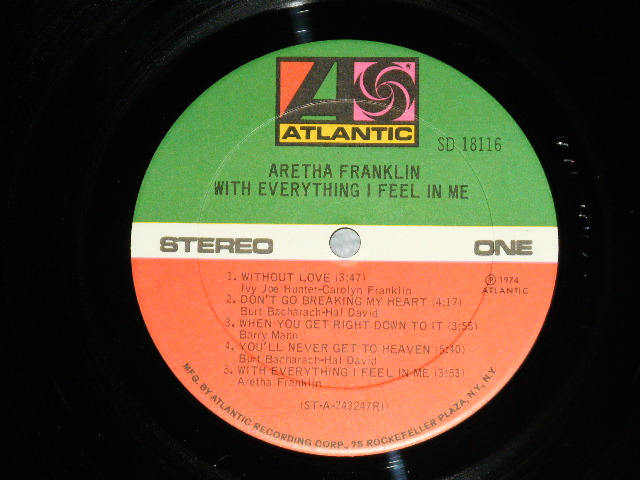 ATLANTIC
SD 18116
ARETHA FRANKLIN
WITH EVERYTHING I FEEL IN ME
STEREO ONE
1. WITHOUT LOVE (3:47)
Ivy Joe Hunter-Carolyn Franklin
2. DON'T GO BREAKING MY HEART (4:17)
Burt Bacharach-Hal David
3. WHEN YOU GET RIGHT DOWN TO IT (3:55)
Barry Mann
4. YOU'LL NEVER GET TO HEAVEN (5:40)
Burt Bacharach-Hal David
5. WITH EVERYTHING I FEEL IN ME (3:53)
Aretha Franklin
℗ 1974
ATLANTIC
(ST-A-743247RI)
MFG. BY ATLANTIC RECORDING CORP., 75 ROCKEFELLER PLAZA, N.Y., N.Y.